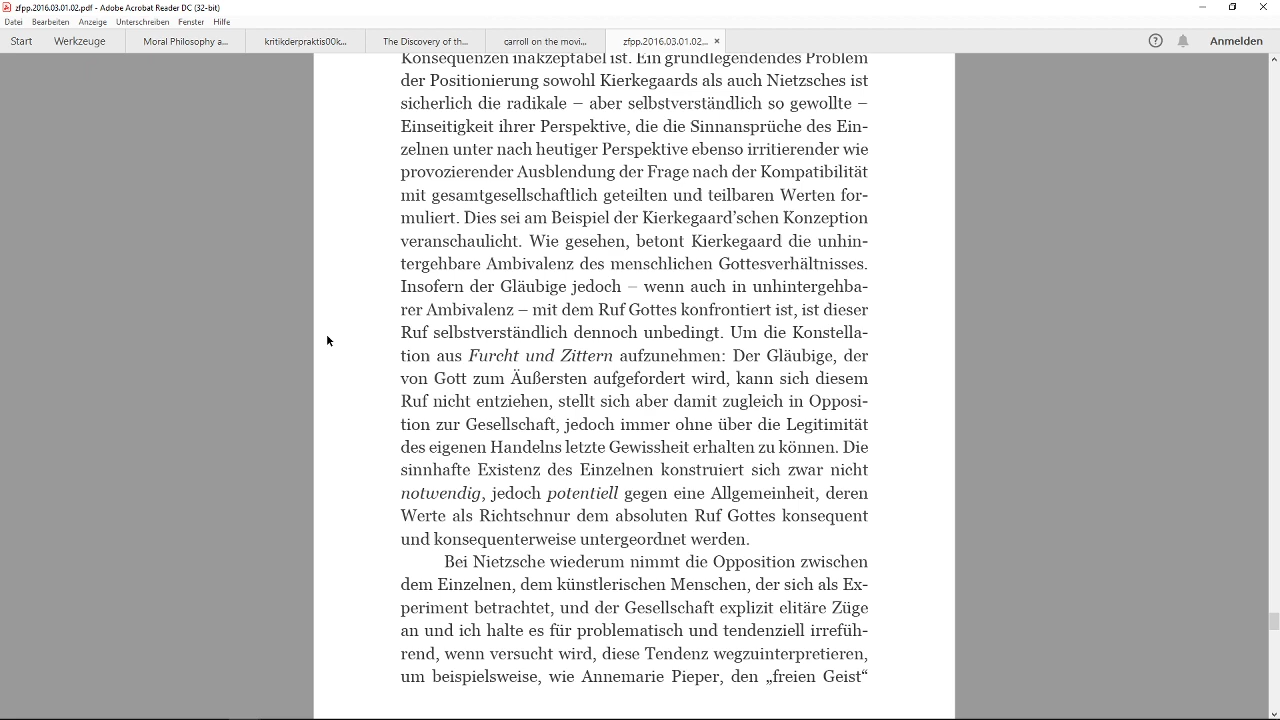 zfpp.2016.03.01.02.pdf - Adobe Acrobat Reader DC (32-bit)
Datei Bearbeiten Anzeige Unterschreiben Fenster Hilfe
Start Werkzeuge Moral Philosophy a... kritikderpraktis00k... The Discovery of th... carroll on the movi... zfpp.2016.03.01.02... × Anmelden
Konsequenzen inakzeptabel ist. Ein grundlegendendes Problem
der Positionierung sowohl Kierkegaards als auch Nietzsches ist
sicherlich die radikale – aber selbstverständlich so gewollte –
Einseitigkeit ihrer Perspektive, die die Sinnansprüche des Ein-
zelnen unter nach heutiger Perspektive ebenso irritierender wie
provozierender Ausblendung der Frage nach der Kompatibilität
mit gesamtgesellschaftlich geteilten und teilbaren Werten for-
muliert. Dies sei am Beispiel der Kierkegaard’schen Konzeption
veranschaulicht. Wie gesehen, betont Kierkegaard die unhin-
tergehbare Ambivalenz des menschlichen Gottesverhältnisses.
Insofern der Gläubige jedoch – wenn auch in unhintergehba-
rer Ambivalenz – mit dem Ruf Gottes konfrontiert ist, ist dieser
Ruf selbstverständlich dennoch unbedingt. Um die Konstella-
tion aus Furcht und Zittern aufzunehmen: Der Gläubige, der
von Gott zum Äußersten aufgefordert wird, kann sich diesem
Ruf nicht entziehen, stellt sich aber damit zugleich in Opposi-
tion zur Gesellschaft, jedoch immer ohne über die Legitimität
des eigenen Handelns letzte Gewissheit erhalten zu können. Die
sinnhafte Existenz des Einzelnen konstruiert sich zwar nicht
notwendig, jedoch potentiell gegen eine Allgemeinheit, deren
Werte als Richtschnur dem absoluten Ruf Gottes konsequent
und konsequenterweise untergeordnet werden.
Bei Nietzsche wiederum nimmt die Opposition zwischen
dem Einzelnen, dem künstlerischen Menschen, der sich als Ex-
periment betrachtet, und der Gesellschaft explizit elitäre Züge
an und ich halte es für problematisch und tendenziell irrefüh-
rend, wenn versucht wird, diese Tendenz wegzuinterpretieren,
um beispielsweise, wie Annemarie Pieper, den „freien Geist“